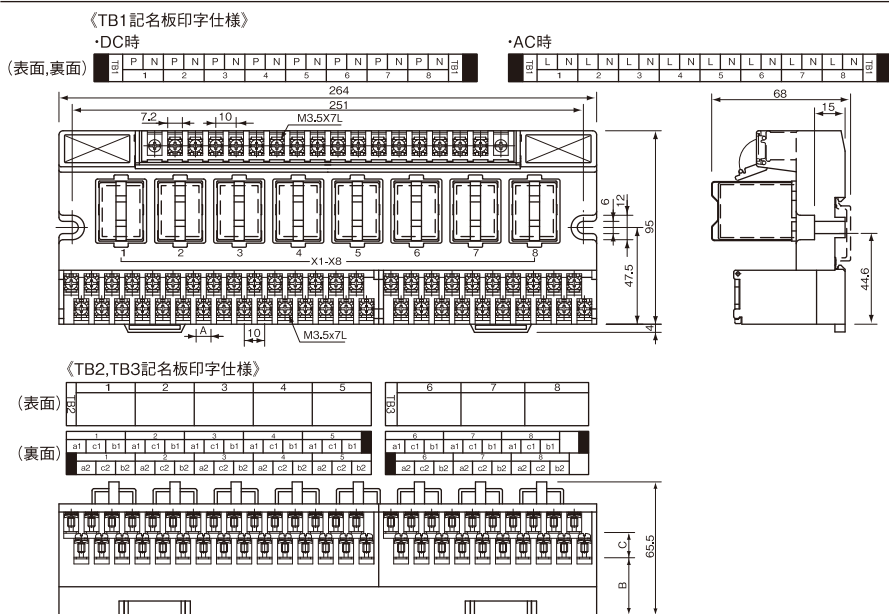 《TB1記名板印字仕様》
・DC時
・AC時
(表面,裏面)
TB1 P N P N P N P N P N P N P N P N TB1
1 2 3 4 5 6 7 8
TB1 L N L N L N L N L N L N L N L N TB1
1 2 3 4 5 6 7 8
264
251
7.2
10
M3.5X7L
68
15
6
12
95
47.5
44.6
1 2 3 4 5 6 7 8
X1-X8
A
10
M3.5x7L
4
《TB2,TB3記名板印字仕様》
(表面)
TB2 1 2 3 4 5
TB3 6 7 8
(裏面)
1 2 3 4 5
a1 c1 b1 a1 c1 b1 a1 c1 b1 a1 c1 b1 a1 c1 b1
1 2 3 4 5
a2 c2 b2 a2 c2 b2 a2 c2 b2 a2 c2 b2 a2 c2 b2
6 7 8
a1 c1 b1 a1 c1 b1 a1 c1 b1
6 7 8
a2 c2 b2 a2 c2 b2 a2 c2 b2
65.5
C
B